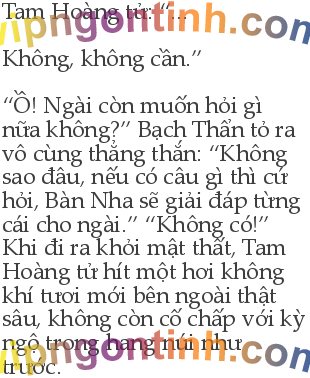 Tam Hoàng tử: “...
vipngontinh.com
Không, không cần.”
“Ồ! Ngài còn muốn hỏi gì
nữa không?” Bạch Thẩn tỏ ra
vô cùng thẳng thắn: “Không
sao đâu, nếu có câu gì thì cứ
hỏi, Bàn Nha sẽ giải đáp từng
cái cho ngài.” “Không có!”
Khi đi ra khỏi mật thất, Tam
Hoàng tử hít một hơi không
khí tươi mới bên ngoài thật
sâu, không còn cố chấp với kỳ
ngộ trong hang núi như
vipngontinh.com
trước.